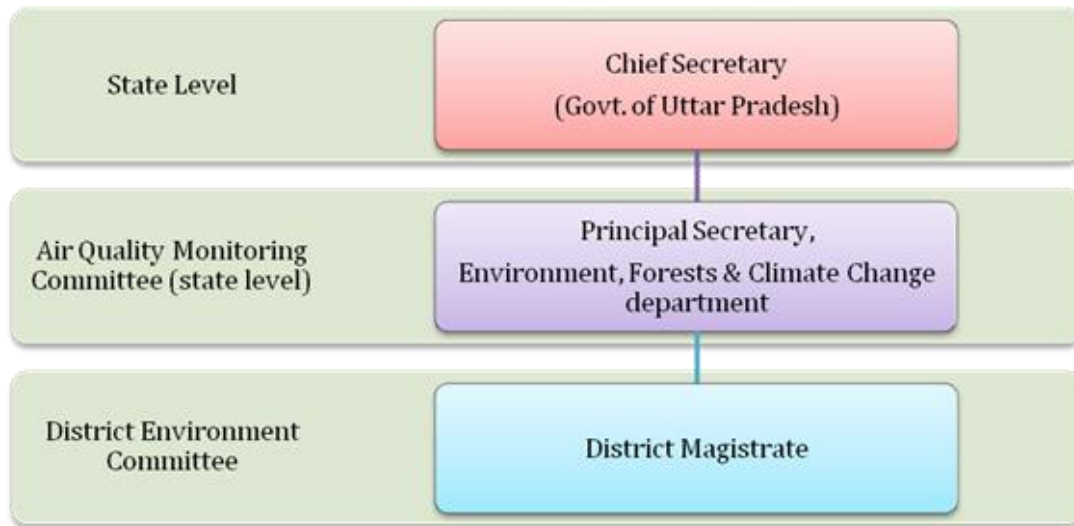 State Level
Chief Secretary
(Govt. of Uttar Pradesh)
Air Quality Monitoring
Committee (state level)
Principal Secretary,
Environment, Forests & Climate Change
department
District Environment
Committee
District Magistrate